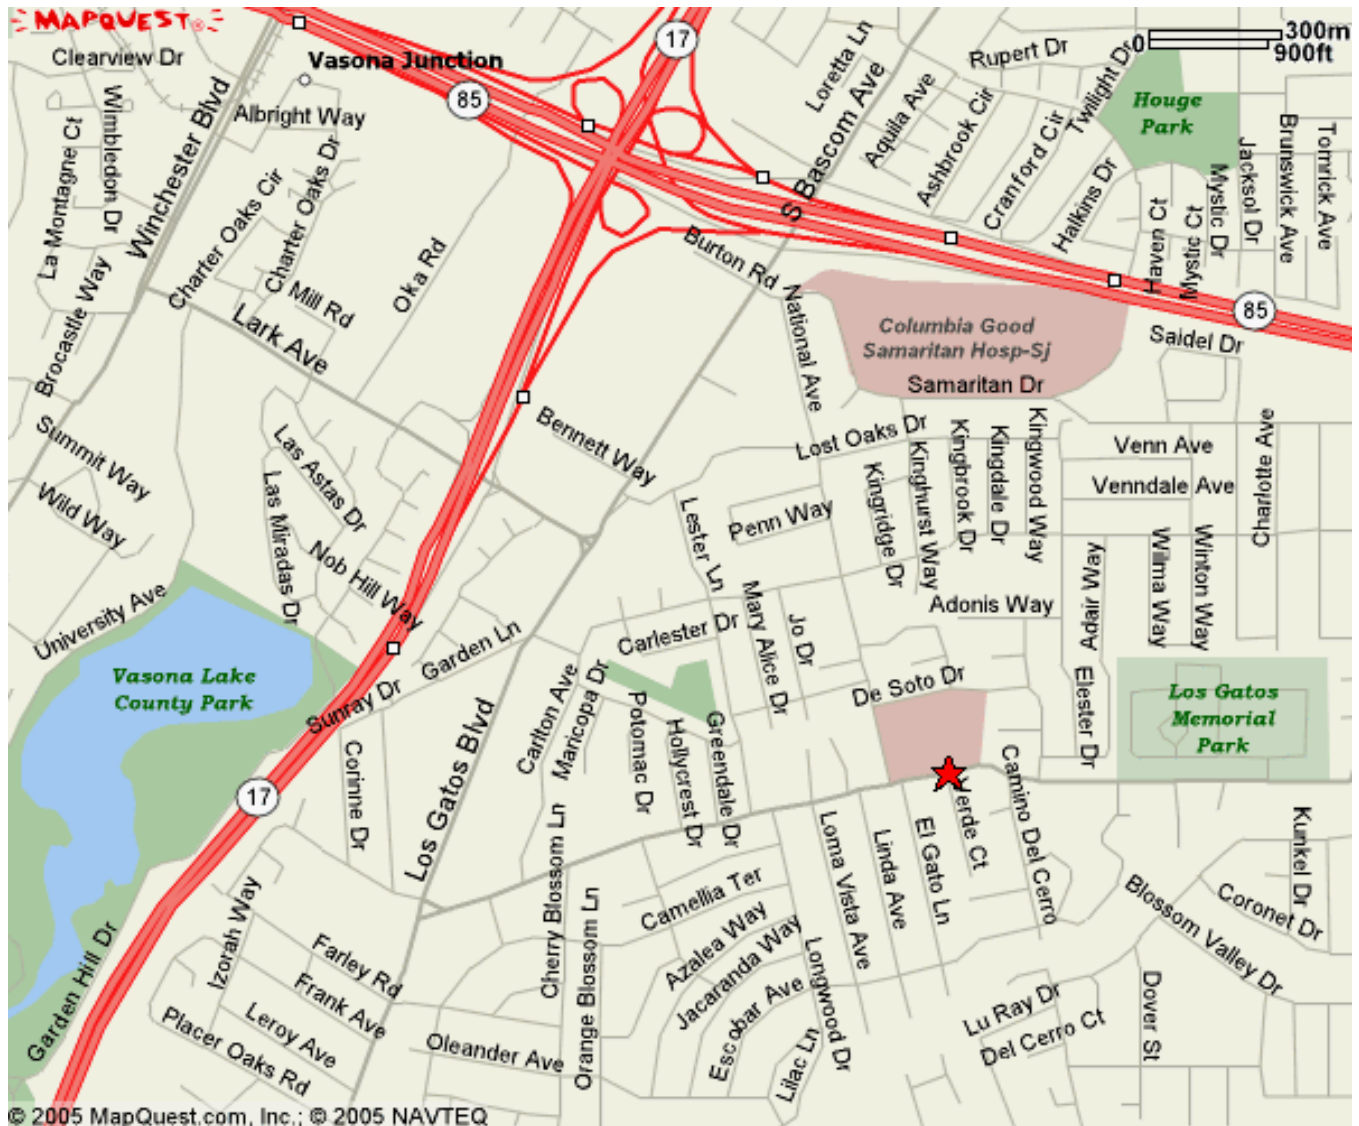 MAPQUEST®
300m
0
900ft
Clearview Dr
Vasona Junction
17
85
Loretta Ln
Rupert Dr
Twilight Dr
Houge
Park
Albright Way
Winchester Blvd
Wimbledon Dr
La Montagne Ct
S Bascom Ave
Aquila Ave
Ashbrook Cir
Cranford Cir
Halkins Dr
Haven Ct
Mystic Ct
Mystic Dr
Jacksol Dr
Brunswick Ave
Tomrick Ave
Charter Oaks Cir
Charter Oaks Dr
Oka Rd
Mill Rd
Brocastle Way
Lark Ave
Burton Rd
National Ave
Columbia Good
Samaritan Hosp-Sj
Samaritan Dr
85
Saidel Dr
Summit Way
Wild Way
Las Astas Dr
Las Miradas Dr
Bennett Way
Lost Oaks Dr
Kingridge Dr
Kinghurst Way
Kingbrook Dr
Kingdale Dr
Kingwood Way
Venn Ave
Venndale Ave
Charlotte Ave
Penn Way
Lester Ln
Nob Hill Way
University Ave
Garden Ln
Carlester Dr
Mary Alice Dr
Jo Dr
Adonis Way
Adair Way
Wilma Way
Winton Way
Vasona Lake
County Park
Sunray Dr
De Soto Dr
Elester Dr
Los Gatos
Memorial
Park
Carlton Ave
Maricopa Dr
Potomac Dr
Hollycrest Dr
Greendale Dr
Los Gatos Blvd
Corinne Dr
17
Verde Ct
Camino Del Cerro
El Gato Ln
Linda Ave
Loma Vista Ave
Kunkel Dr
Coronet Dr
Blossom Valley Dr
Cherry Blossom Ln
Orange Blossom Ln
Camellia Ter
Azalea Way
Jacaranda Way
Escobar Ave
Longwood Dr
Lilac Ln
Izorah Way
Farley Rd
Frank Ave
Leroy Ave
Placer Oaks Rd
Garden Hill Dr
Oleander Ave
Lu Ray Dr
Del Cerro Ct
Dover St
© 2005 MapQuest.com, Inc.; © 2005 NAVTEQ